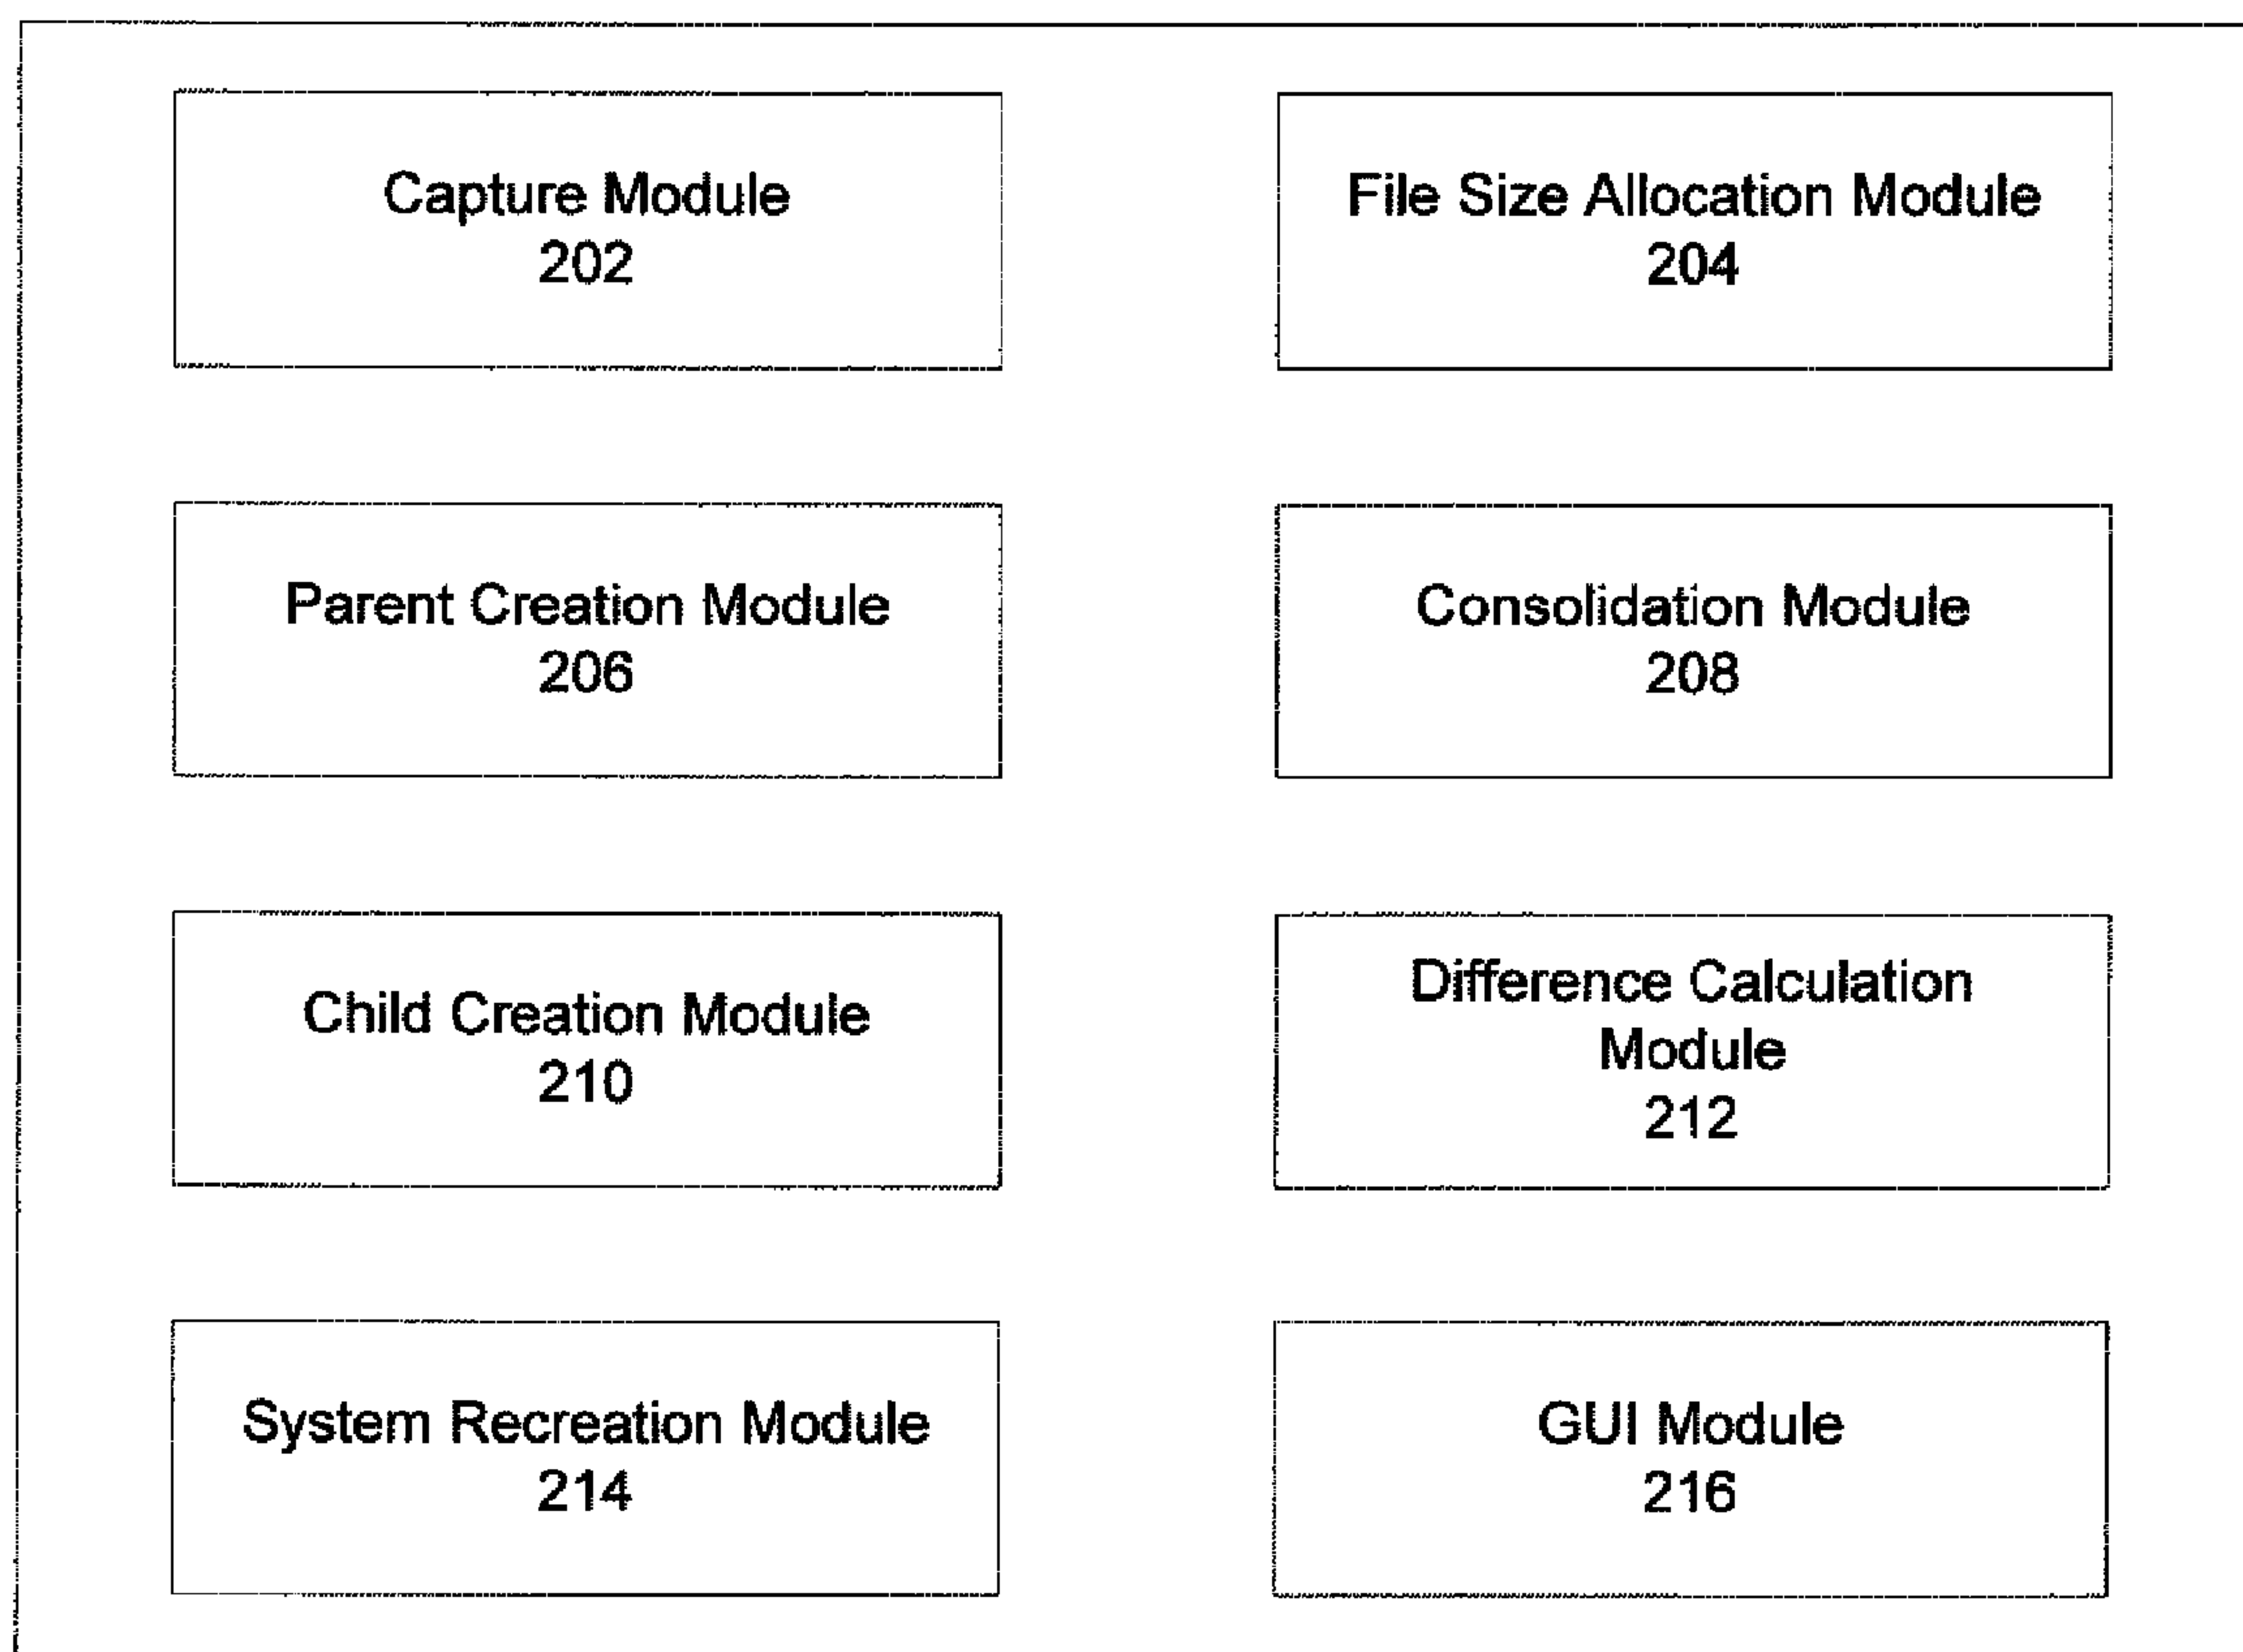 Capture Module
202
File Size Allocation Module
204
Parent Creation Module
206
Consolidation Module
208
Child Creation Module
210
Difference Calculation
Module
212
System Recreation Module
214
GUI Module
216